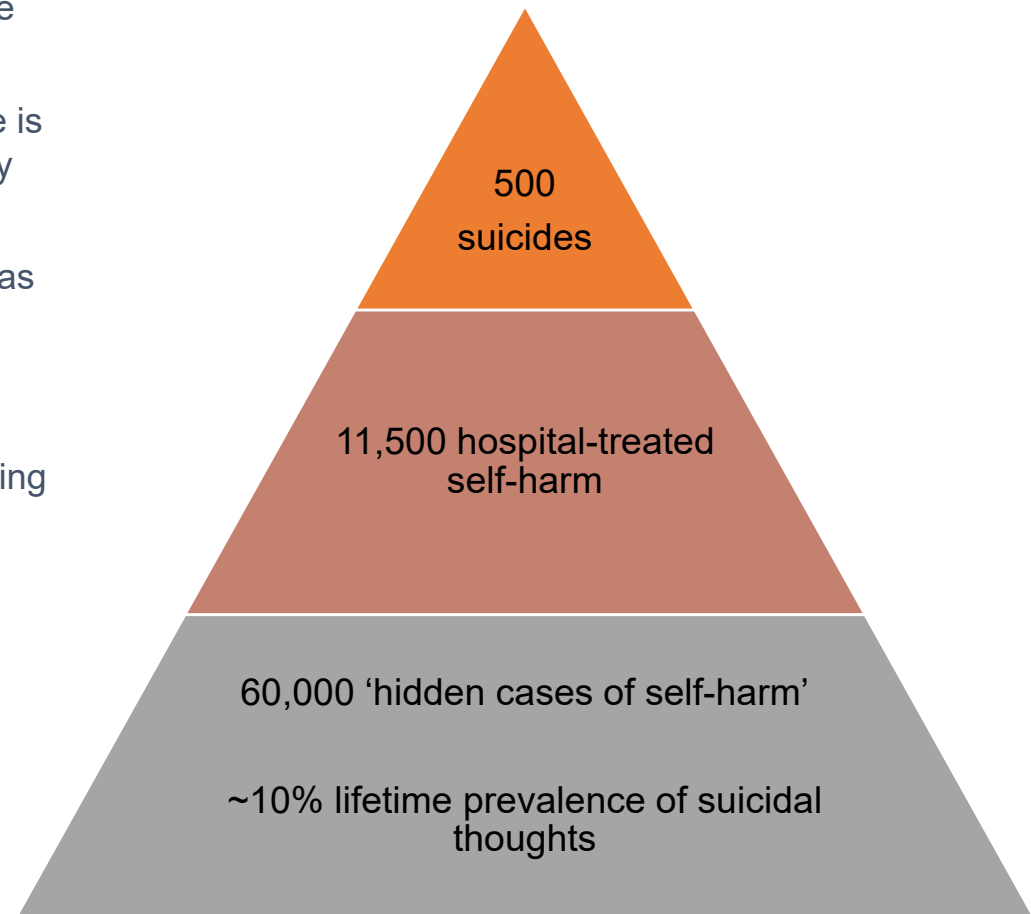 e
e is
y
as
ing
500
suicides
11,500 hospital-treated
self-harm
60,000 ‘hidden cases of self-harm’
~10% lifetime prevalence of suicidal
thoughts